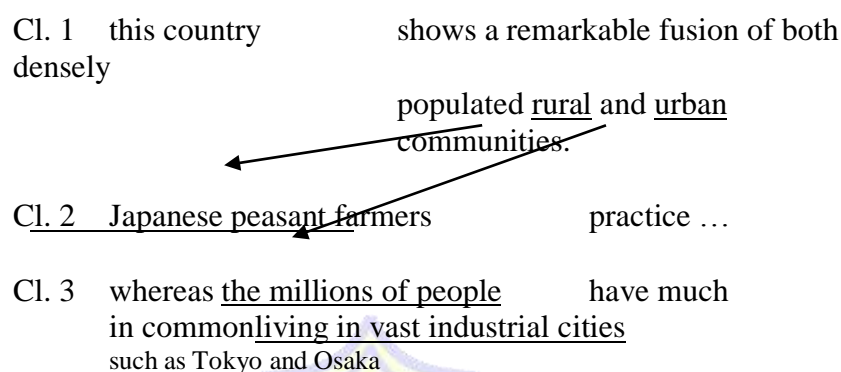 Cl. 1 this country shows a remarkable fusion of both
densely
populated rural and urban
communities.
Cl. 2 Japanese peasant farmers practice …
Cl. 3 whereas the millions of people have much
in commonliving in vast industrial cities
such as Tokyo and Osaka